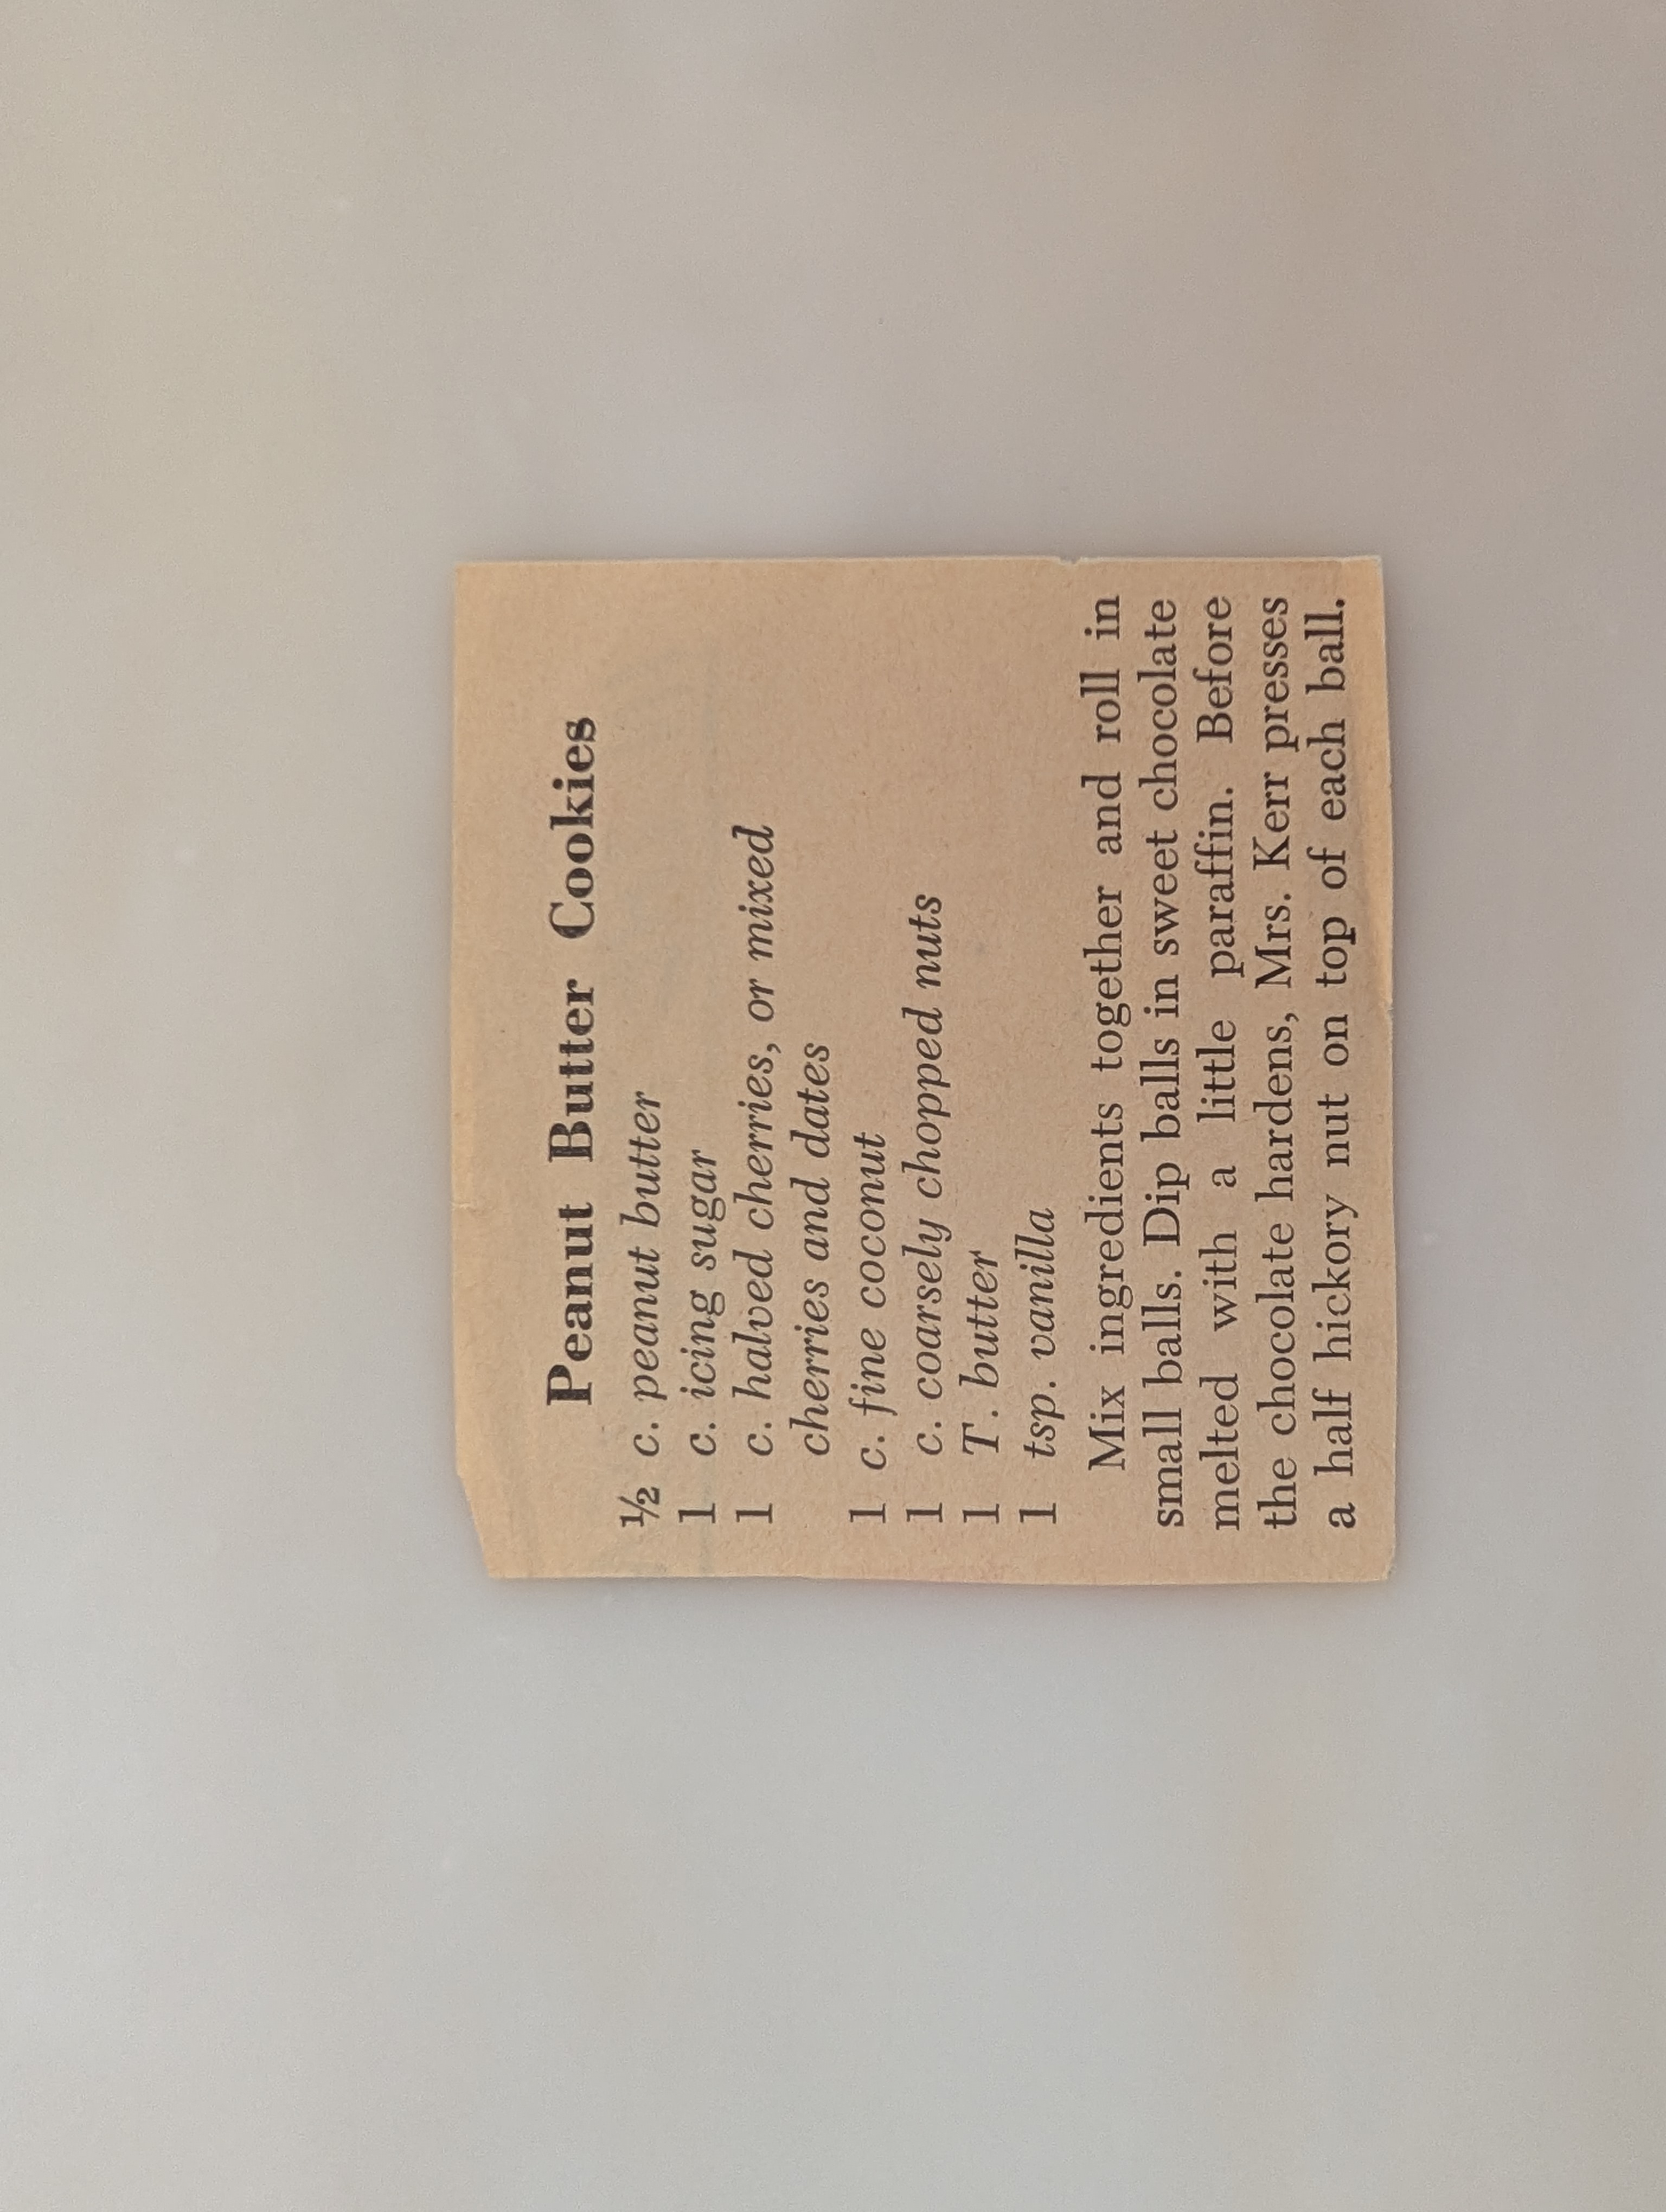 Peanut Butter Cookies
½ c. peanut butter
1 c. icing sugar
1 c. halved cherries, or mixed
cherries and dates
1 c. fine coconut
1 c. coarsely chopped nuts
1 T. butter
1 tsp. vanilla
Mix ingredients together and roll in
small balls. Dip balls in sweet chocolate
melted with a little paraffin. Before
the chocolate hardens, Mrs. Kerr presses
a half hickory nut on top of each ball.